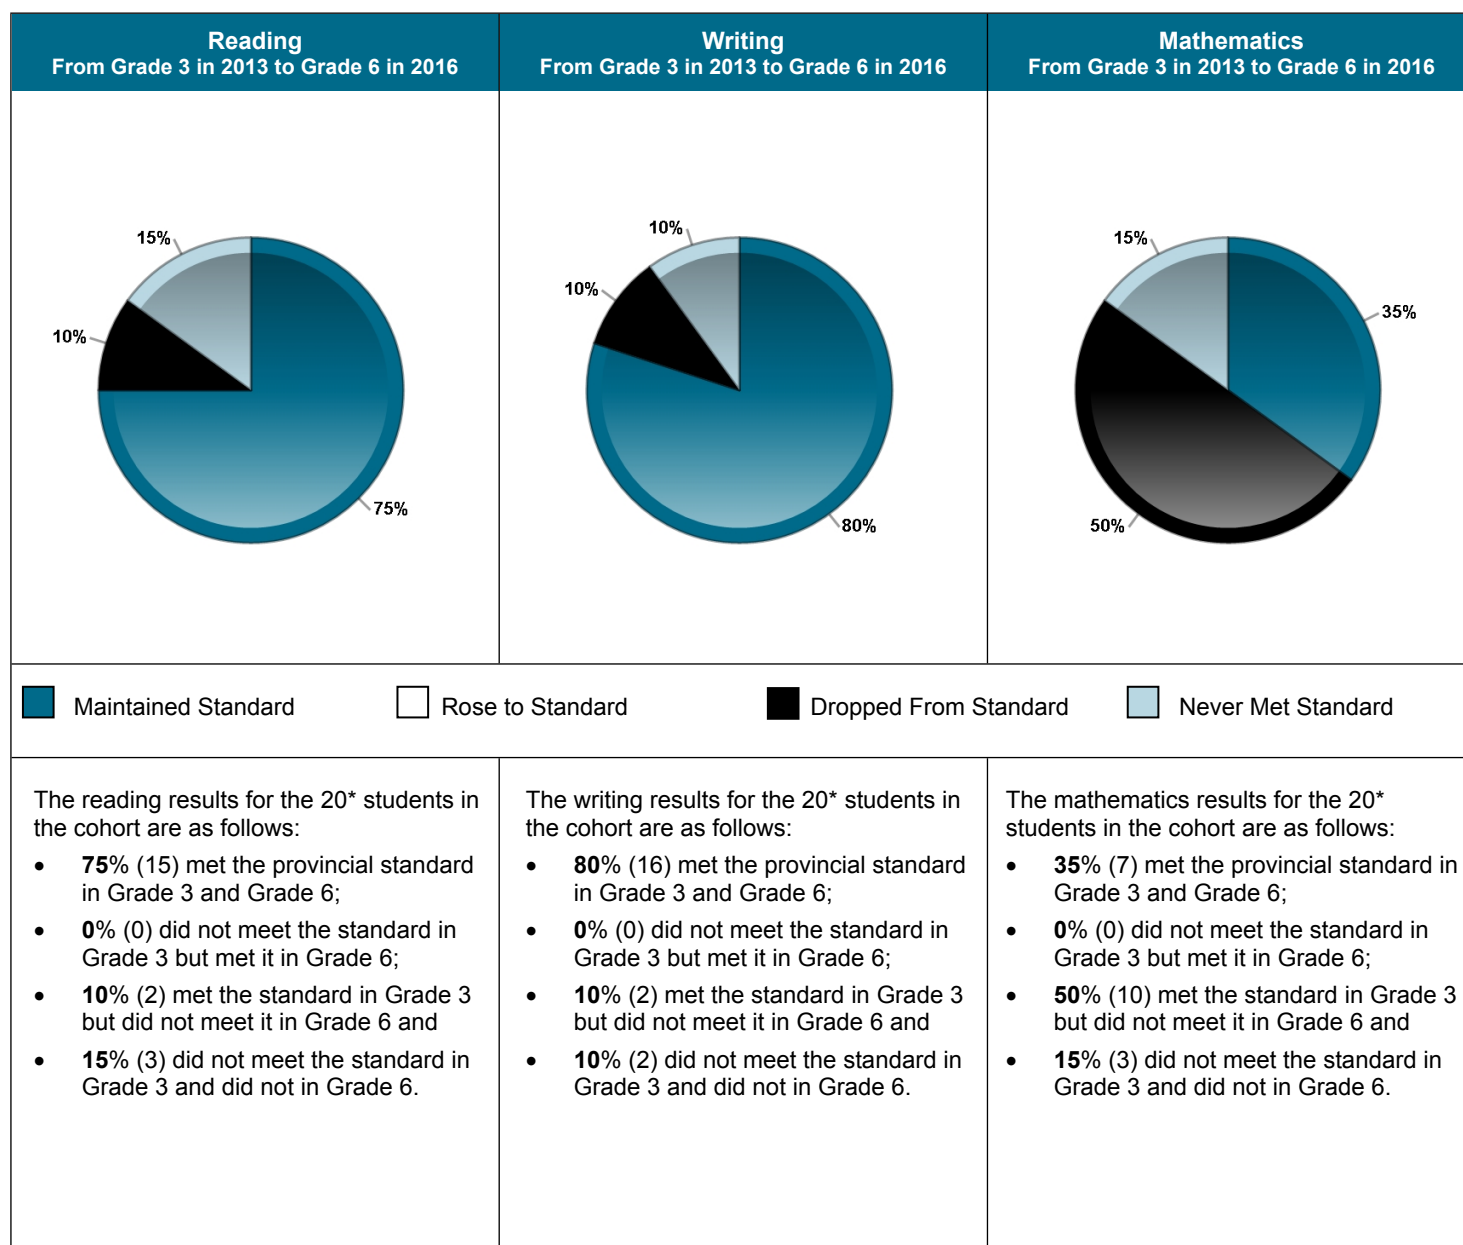 Reading
From Grade 3 in 2013 to Grade 6 in 2016
Writing
From Grade 3 in 2013 to Grade 6 in 2016
Mathematics
From Grade 3 in 2013 to Grade 6 in 2016
15%
10%
75%
10%
10%
80%
15%
35%
50%
Maintained Standard
Rose to Standard
Dropped From Standard
Never Met Standard
The reading results for the 20* students in
the cohort are as follows:
• 75% (15) met the provincial standard
in Grade 3 and Grade 6;
• 0% (0) did not meet the standard in
Grade 3 but met it in Grade 6;
• 10% (2) met the standard in Grade 3
but did not meet it in Grade 6 and
• 15% (3) did not meet the standard in
Grade 3 and did not in Grade 6.
The writing results for the 20* students in
the cohort are as follows:
• 80% (16) met the provincial standard
in Grade 3 and Grade 6;
• 0% (0) did not meet the standard in
Grade 3 but met it in Grade 6;
• 10% (2) met the standard in Grade 3
but did not meet it in Grade 6 and
• 10% (2) did not meet the standard in
Grade 3 and did not in Grade 6.
The mathematics results for the 20*
students in the cohort are as follows:
• 35% (7) met the provincial standard in
Grade 3 and Grade 6;
• 0% (0) did not meet the standard in
Grade 3 but met it in Grade 6;
• 50% (10) met the standard in Grade 3
but did not meet it in Grade 6 and
• 15% (3) did not meet the standard in
Grade 3 and did not in Grade 6.